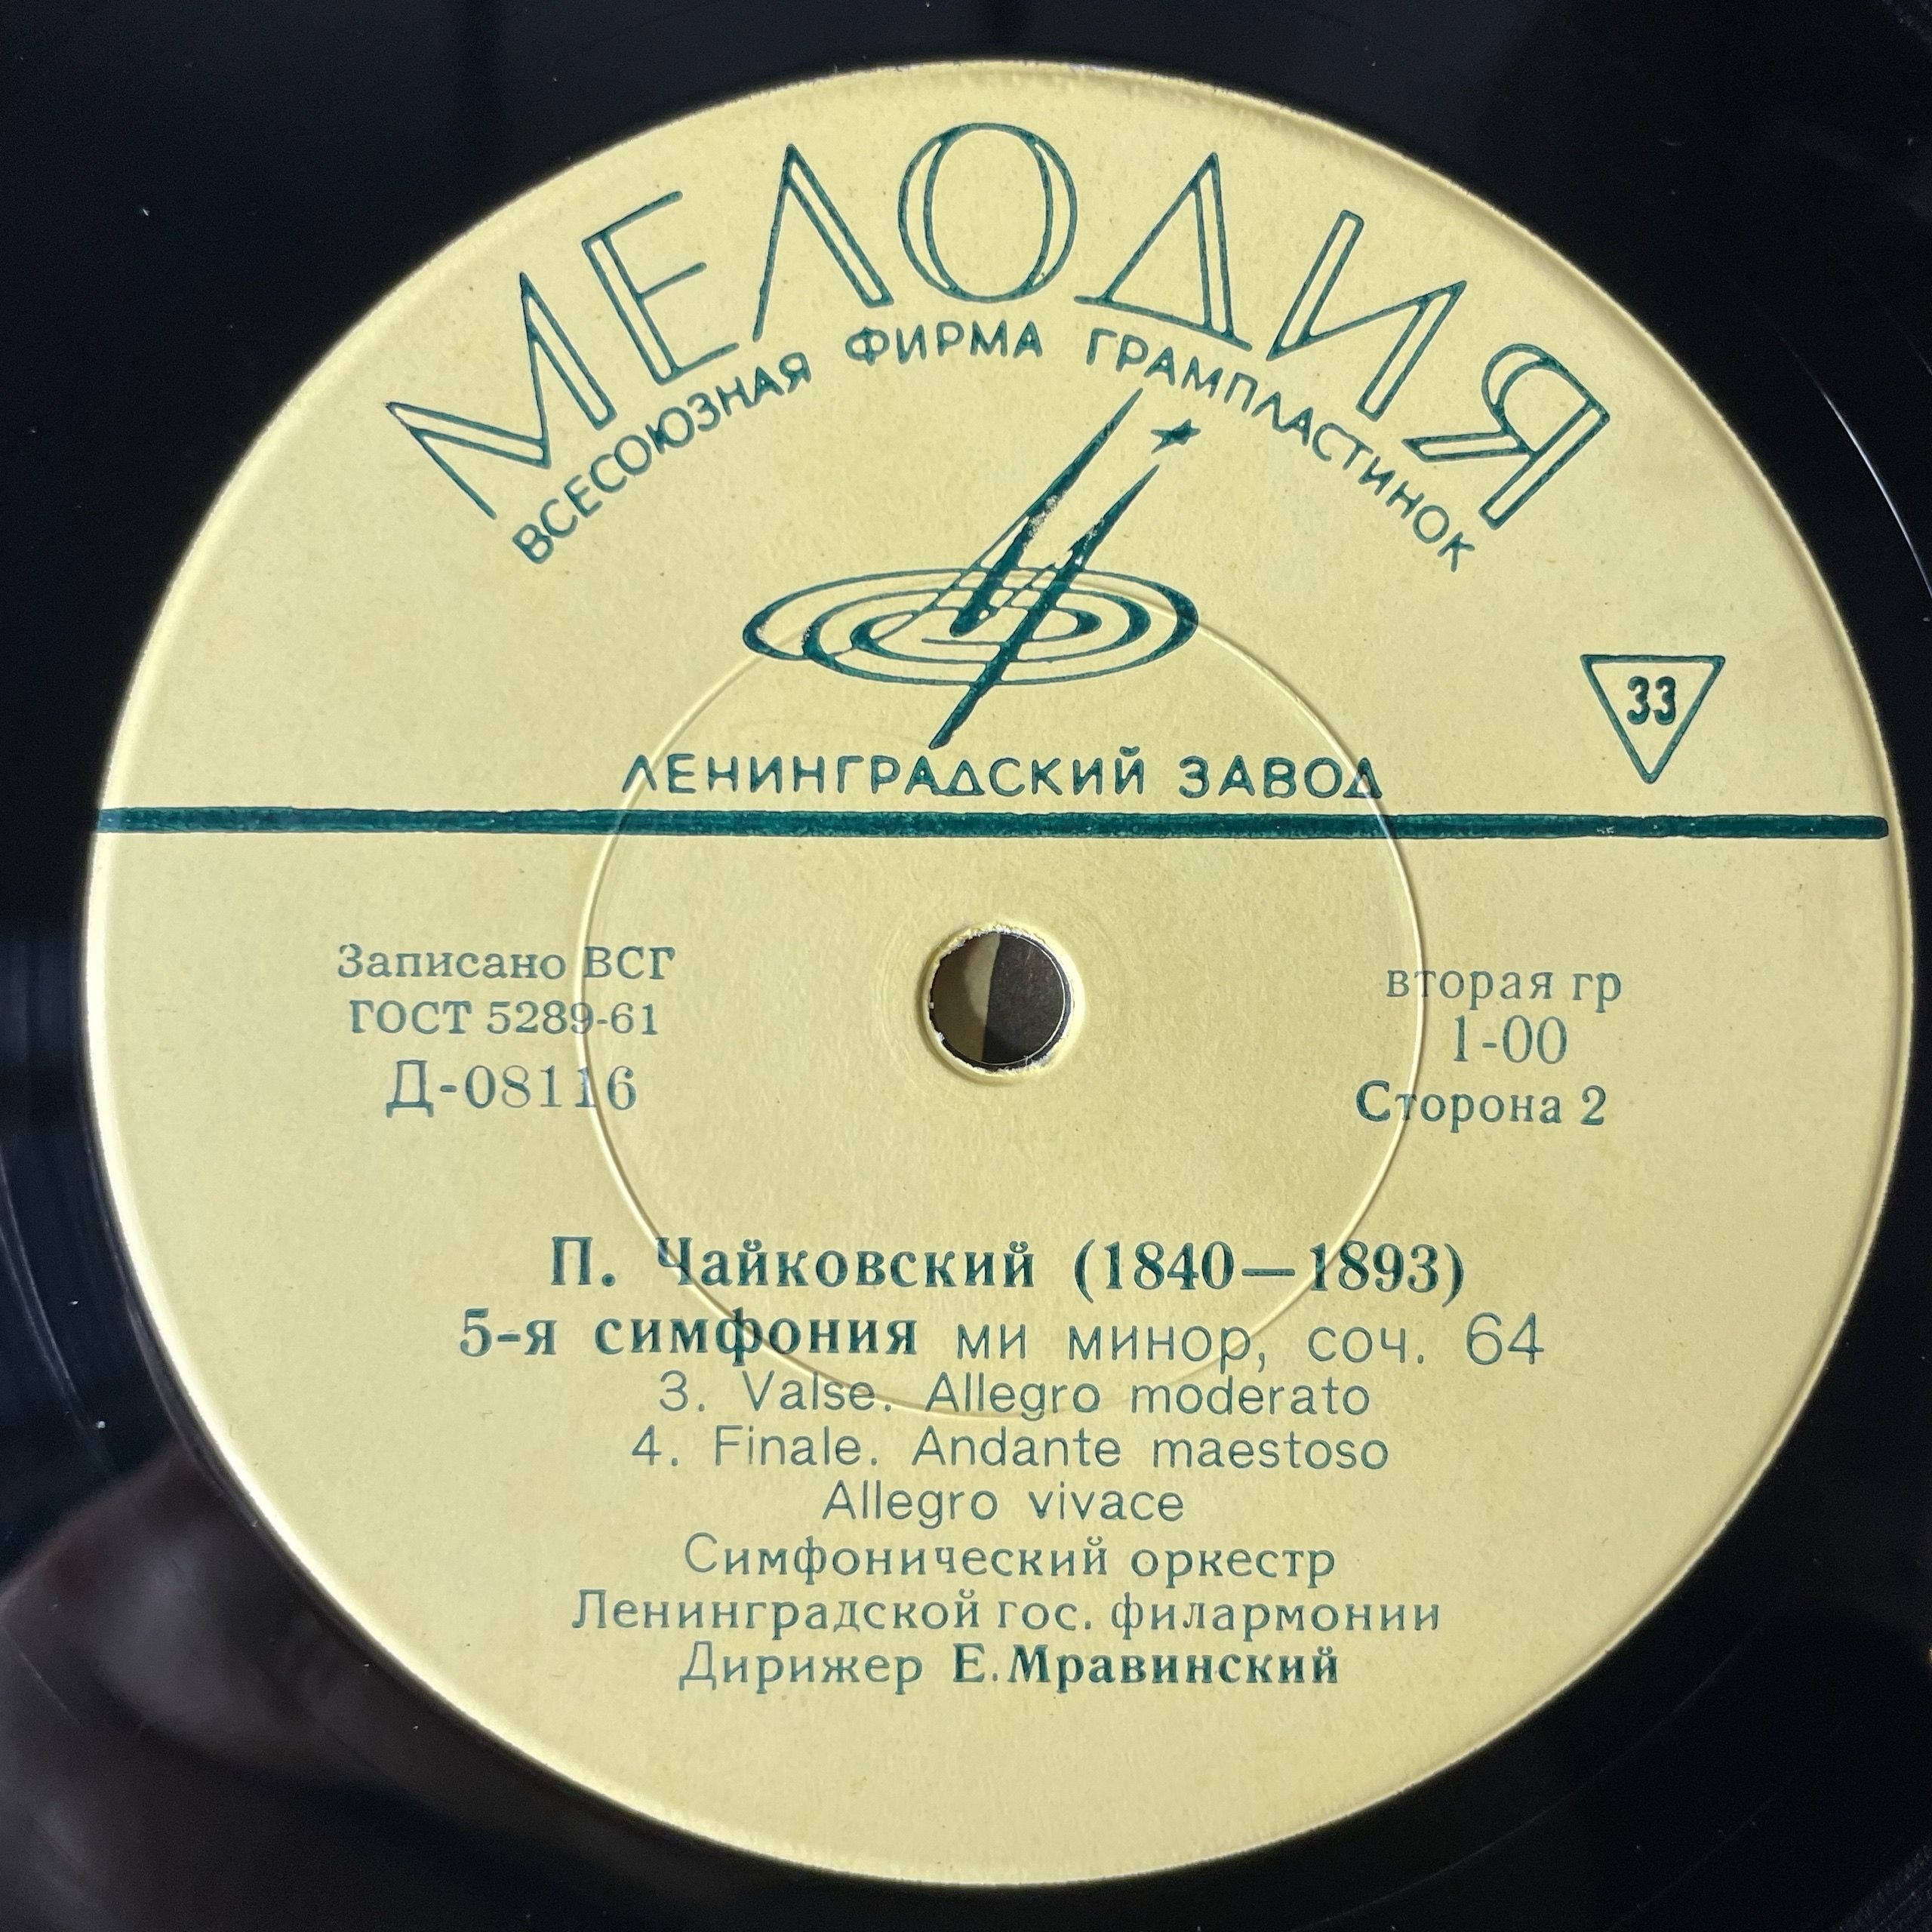 МЕЛОДИЯ
ВСЕСОЮЗНАЯ ФИРМА ГРАМПЛАСТИНОК
33
ЛЕНИНГРАДСКИЙ ЗАВОД
Записано ВСГ
ГОСТ 5289-61
Д-08116
вторая гр
1-00
Сторона 2
П. Чайковский (1840—1893)
5-я симфония ми минор, соч. 64
3. Valse. Allegro moderato
4. Finale. Andante maestoso
Allegro vivace
Симфонический оркестр
Ленинградской гос. филармонии
Дирижер Е. Мравинский